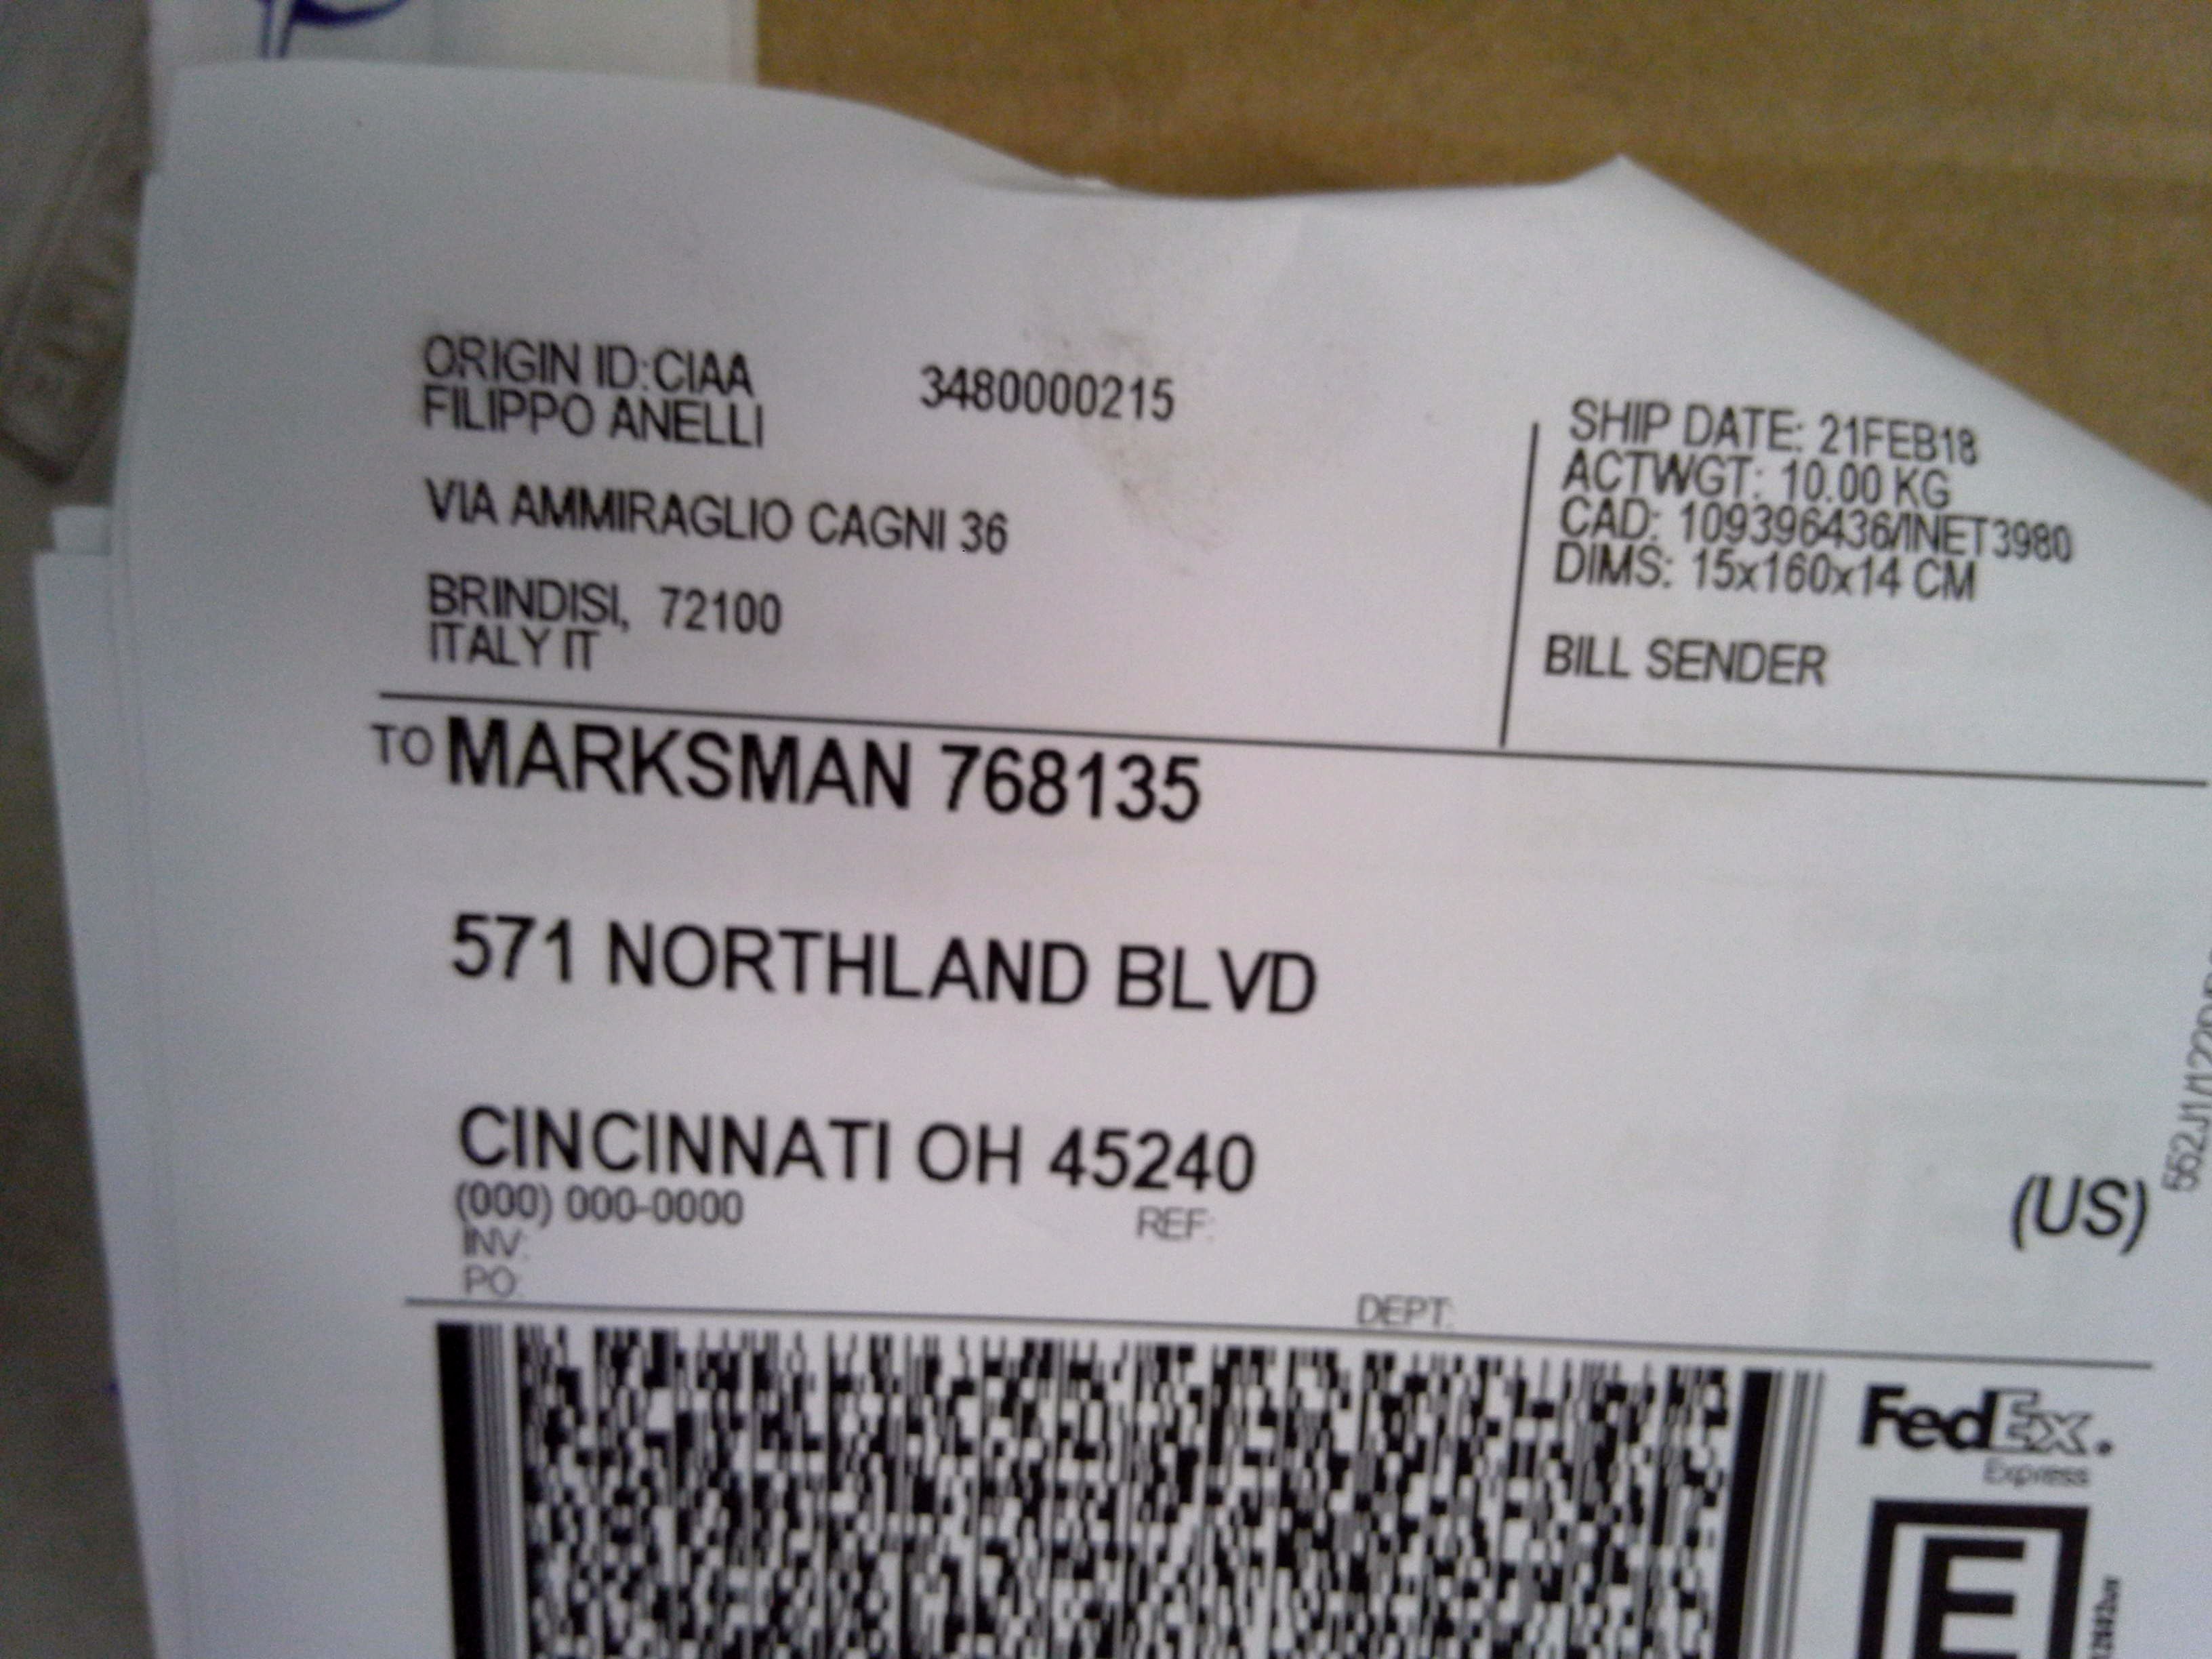 ORIGIN ID:CIAA 3480000215
FILIPPO ANELLI
VIA AMMIRAGLIO CAGNI 36
BRINDISI, 72100
ITALY IT
SHIP DATE: 21FEB18
ACTWGT: 10.00 KG
CAD: 109396436/INET3980
DIMS: 15x160x14 CM
BILL SENDER
TO MARKSMAN 768135
571 NORTHLAND BLVD
CINCINNATI OH 45240
(000) 000-0000
REF:
INV:
PO:
DEPT:
(US)
FedEx.
Express
E